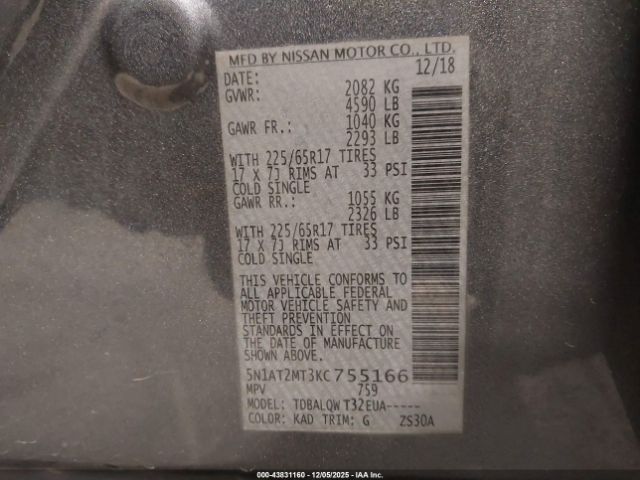 MFD BY NISSAN MOTOR CO., LTD.
DATE: 12/18
GVWR: 2082 KG
4590 LB
GAWR FR.: 1040 KG
2293 LB
WITH 225/65R17 TIRES
17 X 7J RIMS AT 33 PSI
COLD SINGLE
GAWR RR.: 1055 KG
2326 LB
WITH 225/65R17 TIRES
17 X 7J RIMS AT 33 PSI
COLD SINGLE
THIS VEHICLE CONFORMS TO
ALL APPLICABLE FEDERAL
MOTOR VEHICLE SAFETY AND
THEFT PREVENTION
STANDARDS IN EFFECT ON
THE DATE OF MANUFACTURE
SHOWN ABOVE.
5N1AT2MT3KC755166
MPV 759
MODEL: TDBALQW T32EUA-----
COLOR: KAD TRIM: G ZS30A
000-43831160 - 12/05/2025 - IAA Inc.